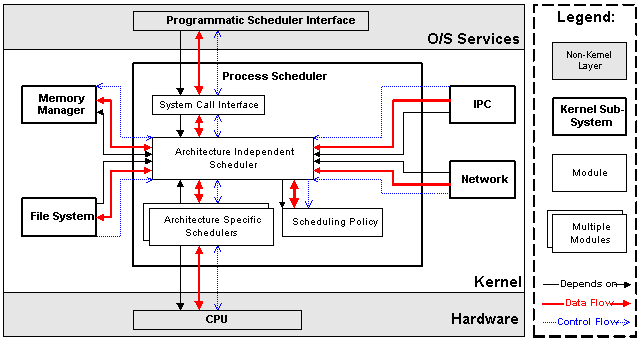 Programmatic Scheduler Interface
O/S Services
Process Scheduler
System Call Interface
Memory
Manager
IPC
Architecture Independent
Scheduler
Network
File System
Architecture Specific
Schedulers
Scheduling Policy
Kernel
CPU
Hardware
Legend:
Non-Kernel
Layer
Kernel Sub-
System
Module
Multiple
Modules
Depends on
Data Flow
Control Flow